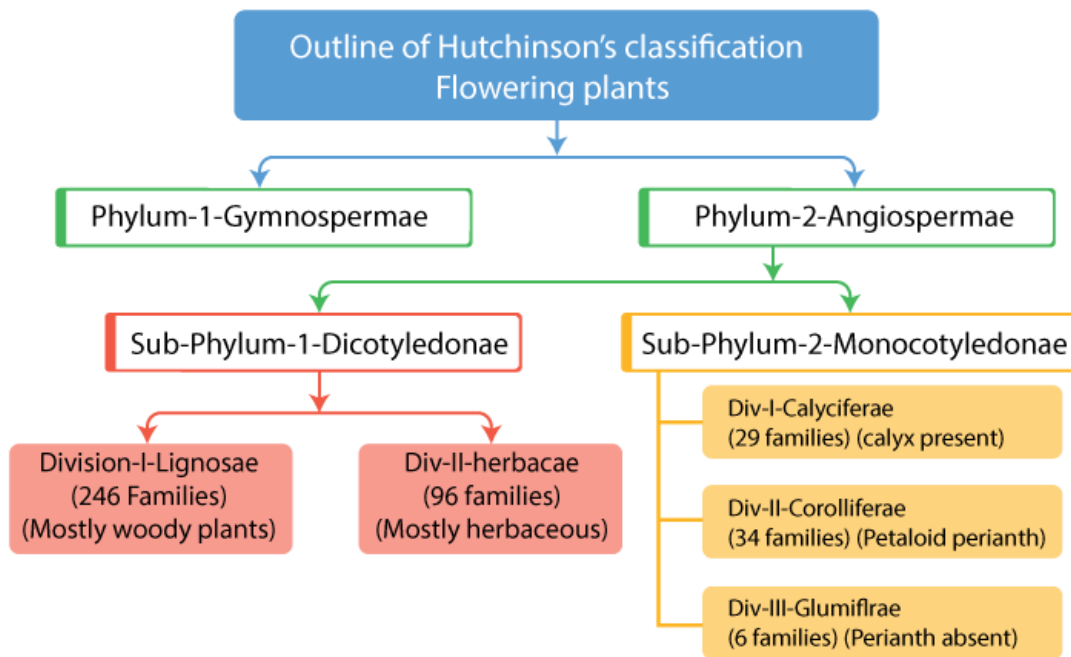 Outline of Hutchinson's classification
Flowering plants
Phylum-1-Gymnospermae
Phylum-2-Angiospermae
Sub-Phylum-1-Dicotyledonae
Sub-Phylum-2-Monocotyledonae
Division-I-Lignosae
(246 Families)
(Mostly woody plants)
Div-II-herbacae
(96 families)
(Mostly herbaceous)
Div-I-Calyciferae
(29 families) (calyx present)
Div-II-Corolliferae
(34 families) (Petaloid perianth)
Div-III-Glumiflrae
(6 families) (Perianth absent)